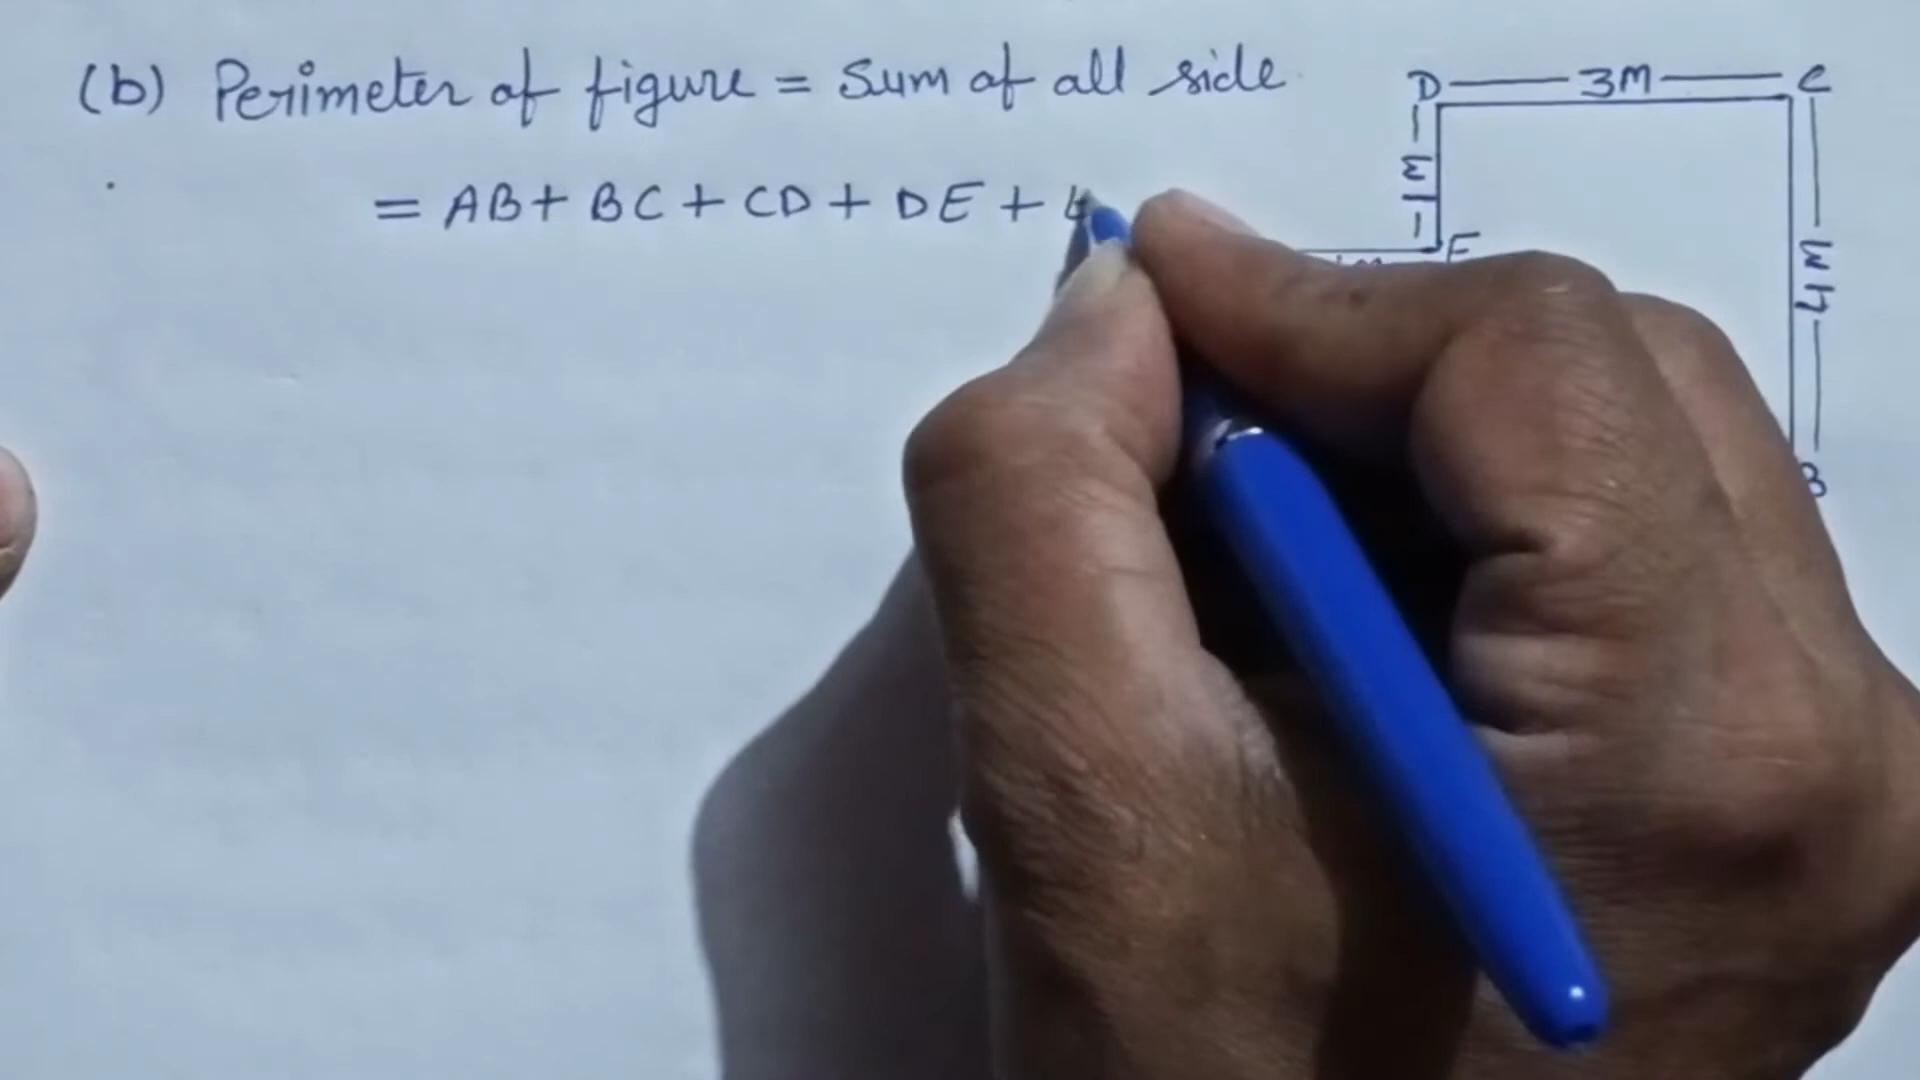 (b) Perimeter of figure = Sum of all side
= AB + BC + CD + DE +
D 3M C
1M
E
4M
B